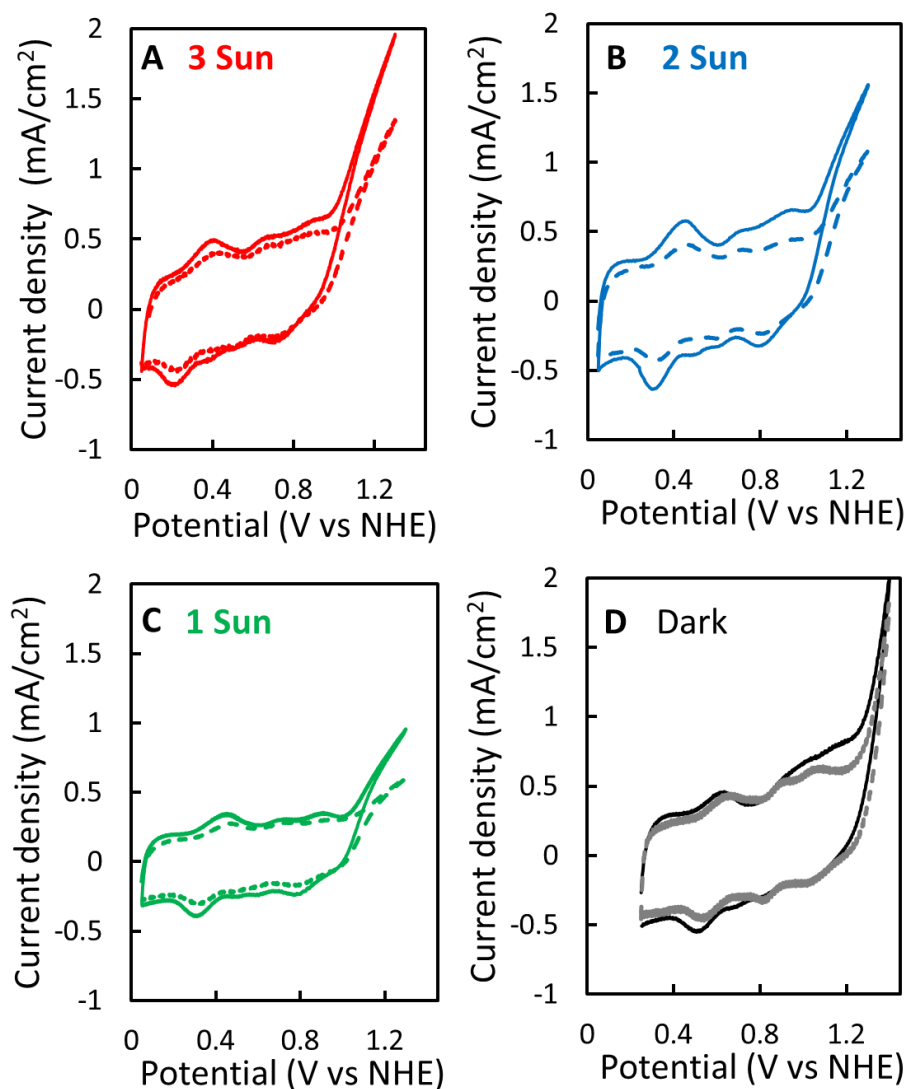 A 3 Sun
Current density (mA/cm²)
2
1.5
1
0.5
0
-0.5
-1
0 0.4 0.8 1.2
Potential (V vs NHE)
B 2 Sun
Current density (mA/cm²)
2
1.5
1
0.5
0
-0.5
-1
0 0.4 0.8 1.2
Potential (V vs NHE)
C 1 Sun
Current density (mA/cm²)
2
1.5
1
0.5
0
-0.5
-1
0 0.4 0.8 1.2
Potential (V vs NHE)
D Dark
Current density (mA/cm²)
2
1.5
1
0.5
0
-0.5
-1
0 0.4 0.8 1.2
Potential (V vs NHE)